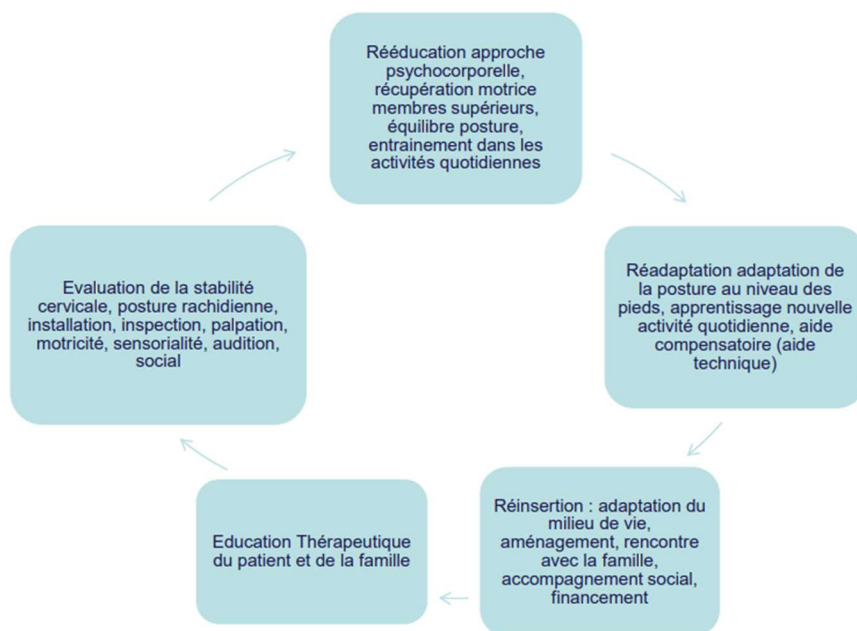 Rééducation approche
psychocorporelle,
récupération motrice
membres supérieurs,
équilibre posture,
entrainement dans les
activités quotidiennes
Réadaptation adaptation de
la posture au niveau des
pieds, apprentissage nouvelle
activité quotidienne, aide
compensatoire (aide
technique)
Réinsertion : adaptation du
milieu de vie,
aménagement, rencontre
avec la famille,
accompagnement social,
financement
Education Thérapeutique
du patient et de la famille
Evaluation de la stabilité
cervicale, posture rachidienne,
installation, inspection, palpation,
motricité, sensorialité, audition,
social